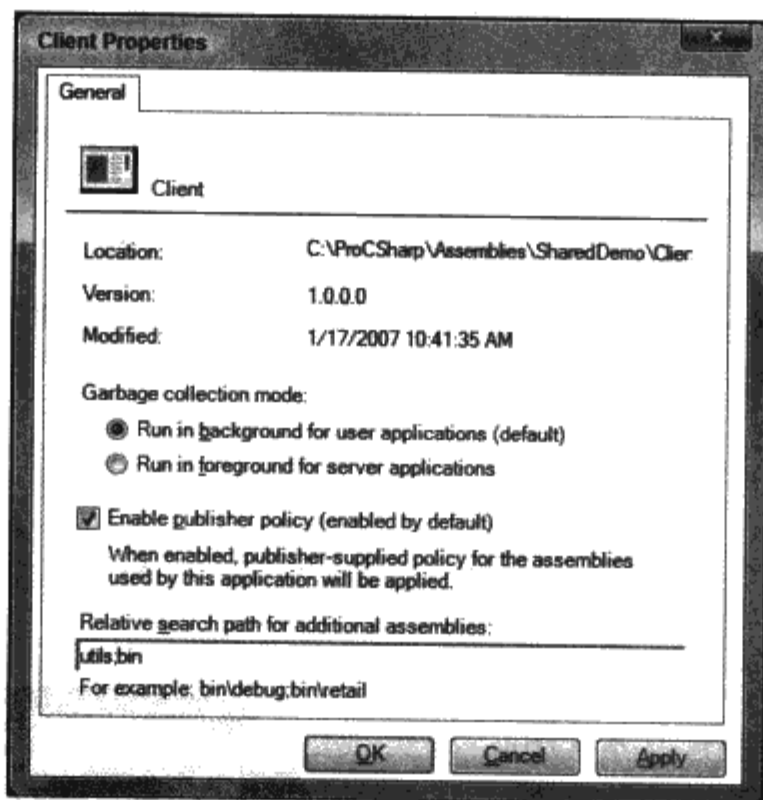 Client Properties
General
Client
Location: C:\ProCSharp\Assemblies\SharedDemo\Clien
Version: 1.0.0.0
Modified: 1/17/2007 10:41:35 AM
Garbage collection mode:
Run in background for user applications (default)
Run in foreground for server applications
Enable publisher policy (enabled by default)
When enabled, publisher-supplied policy for the assemblies
used by this application will be applied.
Relative search path for additional assemblies:
utils;bin
For example: bin\debug;bin\retail
OK Cancel Apply